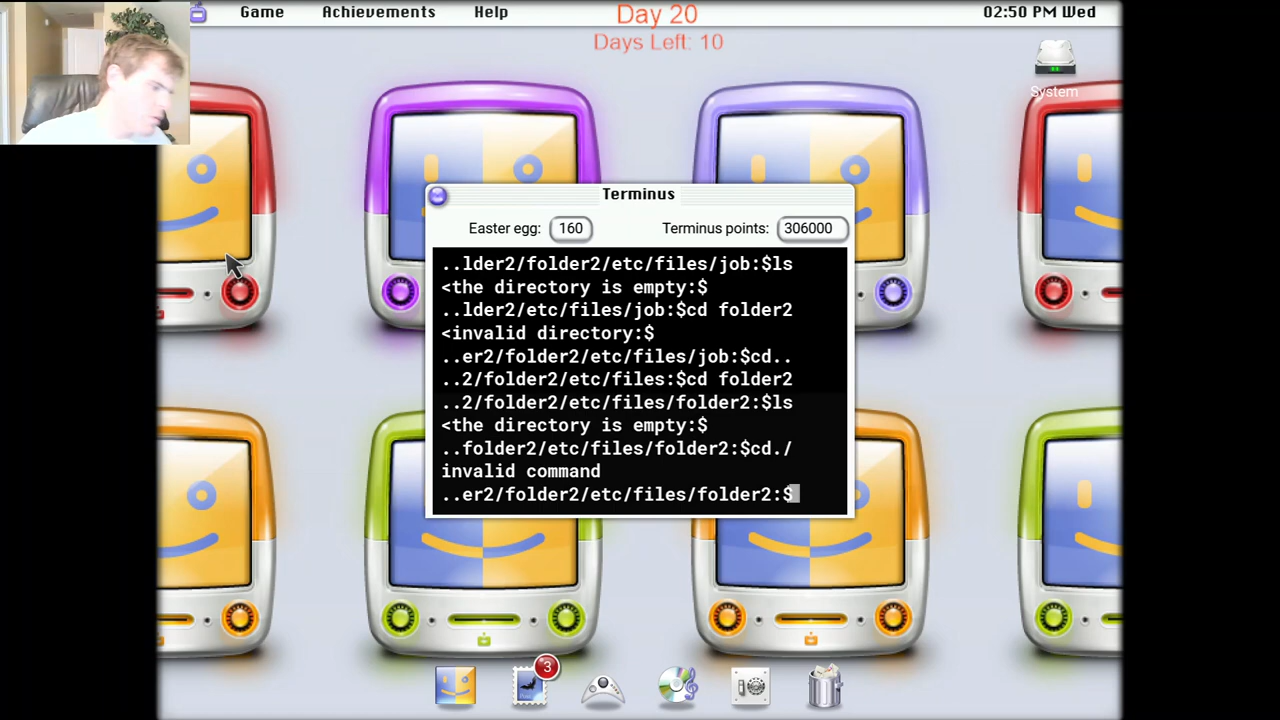 Game Achievements Help Day 20 02:50 PM Wed
Days Left: 10
System
Terminus
Easter egg: 160 Terminus points: 306000
..lder2/folder2/etc/files/job:$ls
<the directory is empty:$
..lder2/etc/files/job:$cd folder2
<invalid directory:$
..er2/folder2/etc/files/job:$cd..
..2/folder2/etc/files:$cd folder2
..2/folder2/etc/files/folder2:$ls
<the directory is empty:$
..folder2/etc/files/folder2:$cd./
invalid command
..er2/folder2/etc/files/folder2:$
3